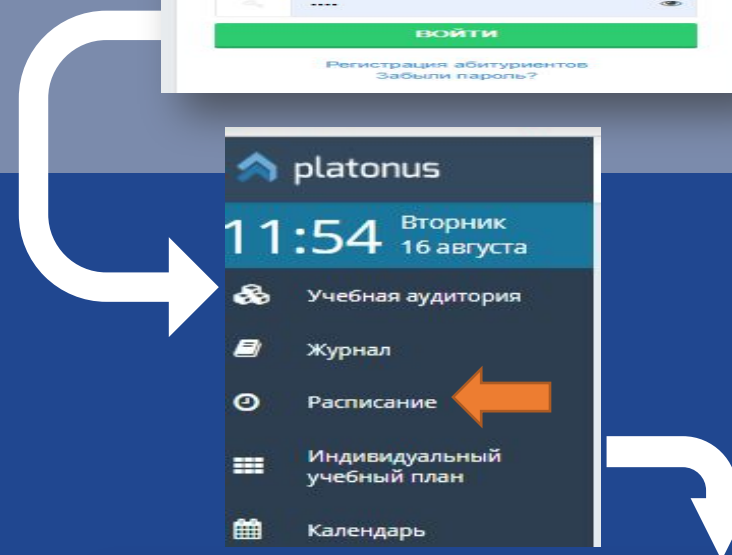 ВОЙТИ
Регистрация абитуриентов
Забыли пароль?
platonus
11:54 Вторник
16 августа
Учебная аудитория
Журнал
Расписание
Индивидуальный
учебный план
Календарь